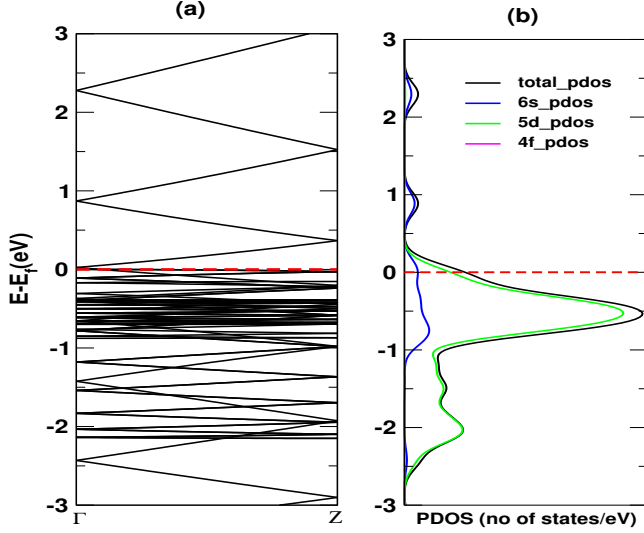 (a)
(b)
3
2
1
0
-1
-2
-3
E-E_f(eV)
Γ
Z
3
2
1
0
-1
-2
-3
total_pdos
6s_pdos
5d_pdos
4f_pdos
PDOS (no of states/eV)